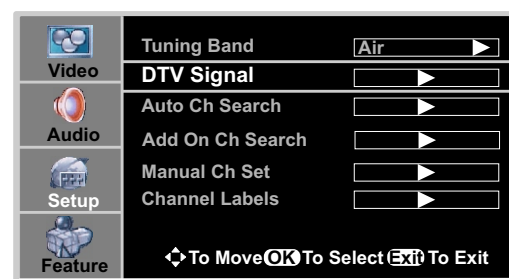 Video
Audio
Setup
Feature
Tuning Band Air
DTV Signal
Auto Ch Search
Add On Ch Search
Manual Ch Set
Channel Labels
To Move OK To Select Exit To Exit